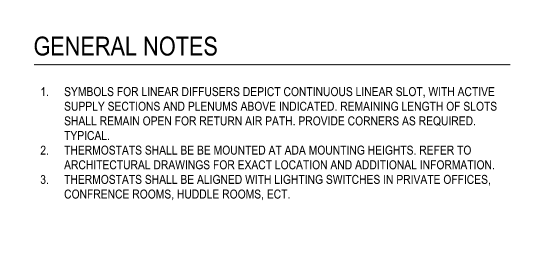 GENERAL NOTES
1. SYMBOLS FOR LINEAR DIFFUSERS DEPICT CONTINUOUS LINEAR SLOT, WITH ACTIVE
SUPPLY SECTIONS AND PLENUMS ABOVE INDICATED. REMAINING LENGTH OF SLOTS
SHALL REMAIN OPEN FOR RETURN AIR PATH. PROVIDE CORNERS AS REQUIRED.
TYPICAL.
2. THERMOSTATS SHALL BE BE MOUNTED AT ADA MOUNTING HEIGHTS. REFER TO
ARCHITECTURAL DRAWINGS FOR EXACT LOCATION AND ADDITIONAL INFORMATION.
3. THERMOSTATS SHALL BE ALIGNED WITH LIGHTING SWITCHES IN PRIVATE OFFICES,
CONFRENCE ROOMS, HUDDLE ROOMS, ECT.